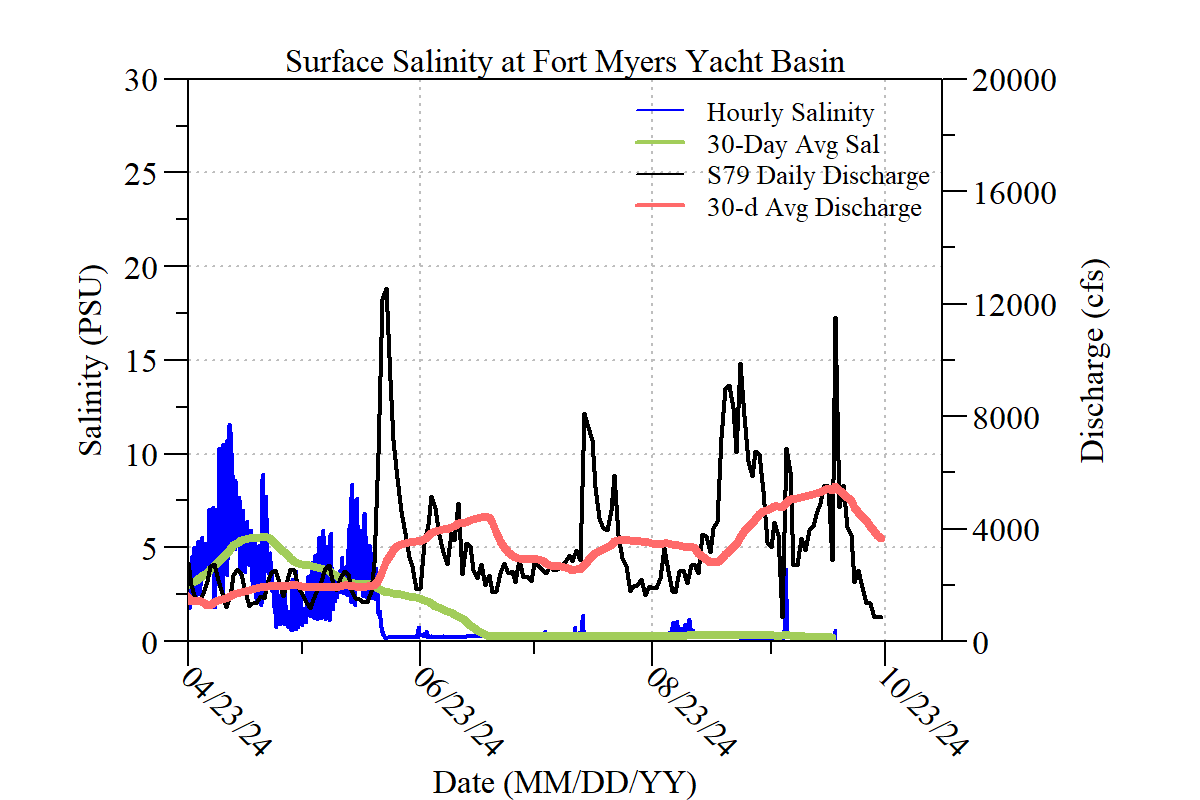 Surface Salinity at Fort Myers Yacht Basin
30
25
20
15
10
5
0
Salinity (PSU)
20000
16000
12000
8000
4000
0
Discharge (cfs)
Hourly Salinity
30-Day Avg Sal
S79 Daily Discharge
30-d Avg Discharge
04/23/24
06/23/24
08/23/24
10/23/24
Date (MM/DD/YY)